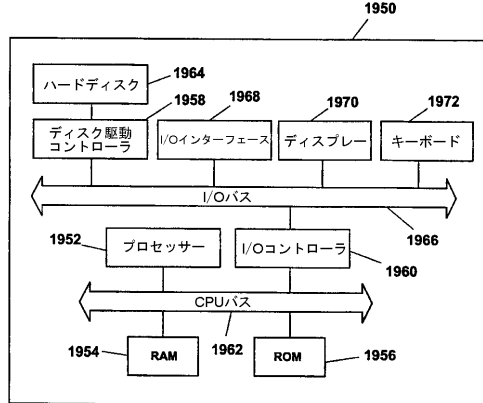 1950
ハードディスク
1964
1958
1968
1970
1972
ディスク駆動
コントローラ
I/Oインターフェース
ディスプレー
キーボード
I/Oバス
1966
1952
プロセッサー
I/Oコントローラ
1960
CPUバス
1954
RAM
1962
ROM
1956